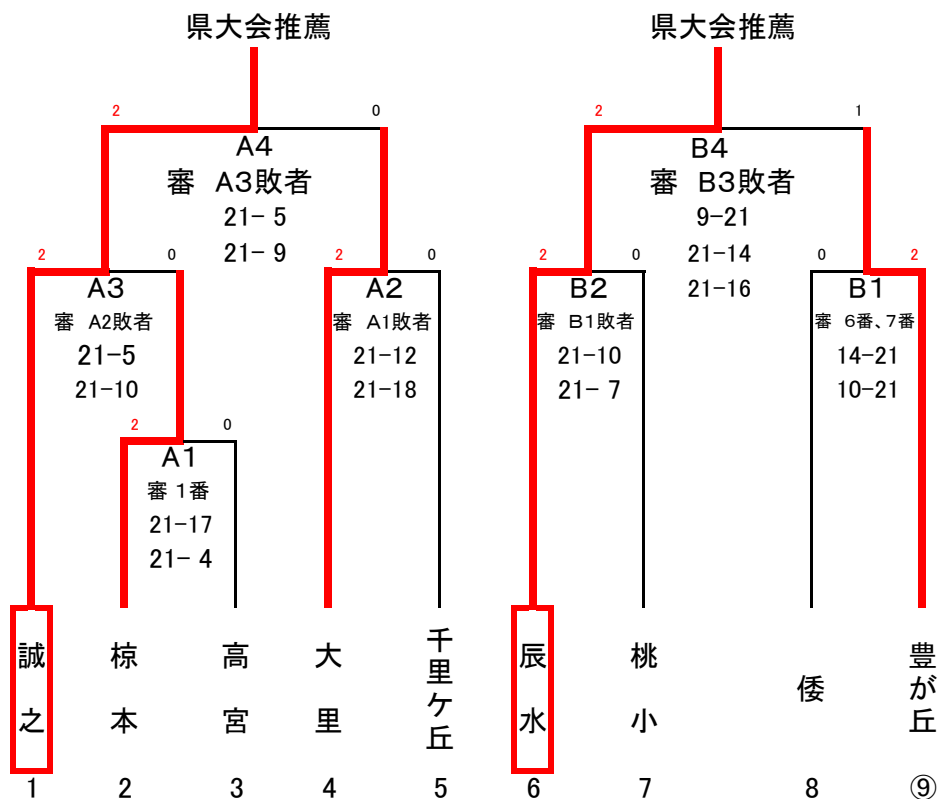 県大会推薦
県大会推薦
2
0
2
1
A4
B4
審 A3敗者
審 B3敗者
21- 5
9-21
21- 9
21-14
21-16
2
0
2
0
2
0
0
2
A3
A2
B2
B1
審 A2敗者
審 A1敗者
審 B1敗者
審 6番、7番
21-5
21-12
21-10
14-21
21-10
21-18
21- 7
10-21
2
0
A1
審 1番
21-17
21- 4
誠之
椋本
高宮
大里
千里ケ丘
辰水
桃小
倭
豊が丘
1
2
3
4
5
6
7
8
⑨